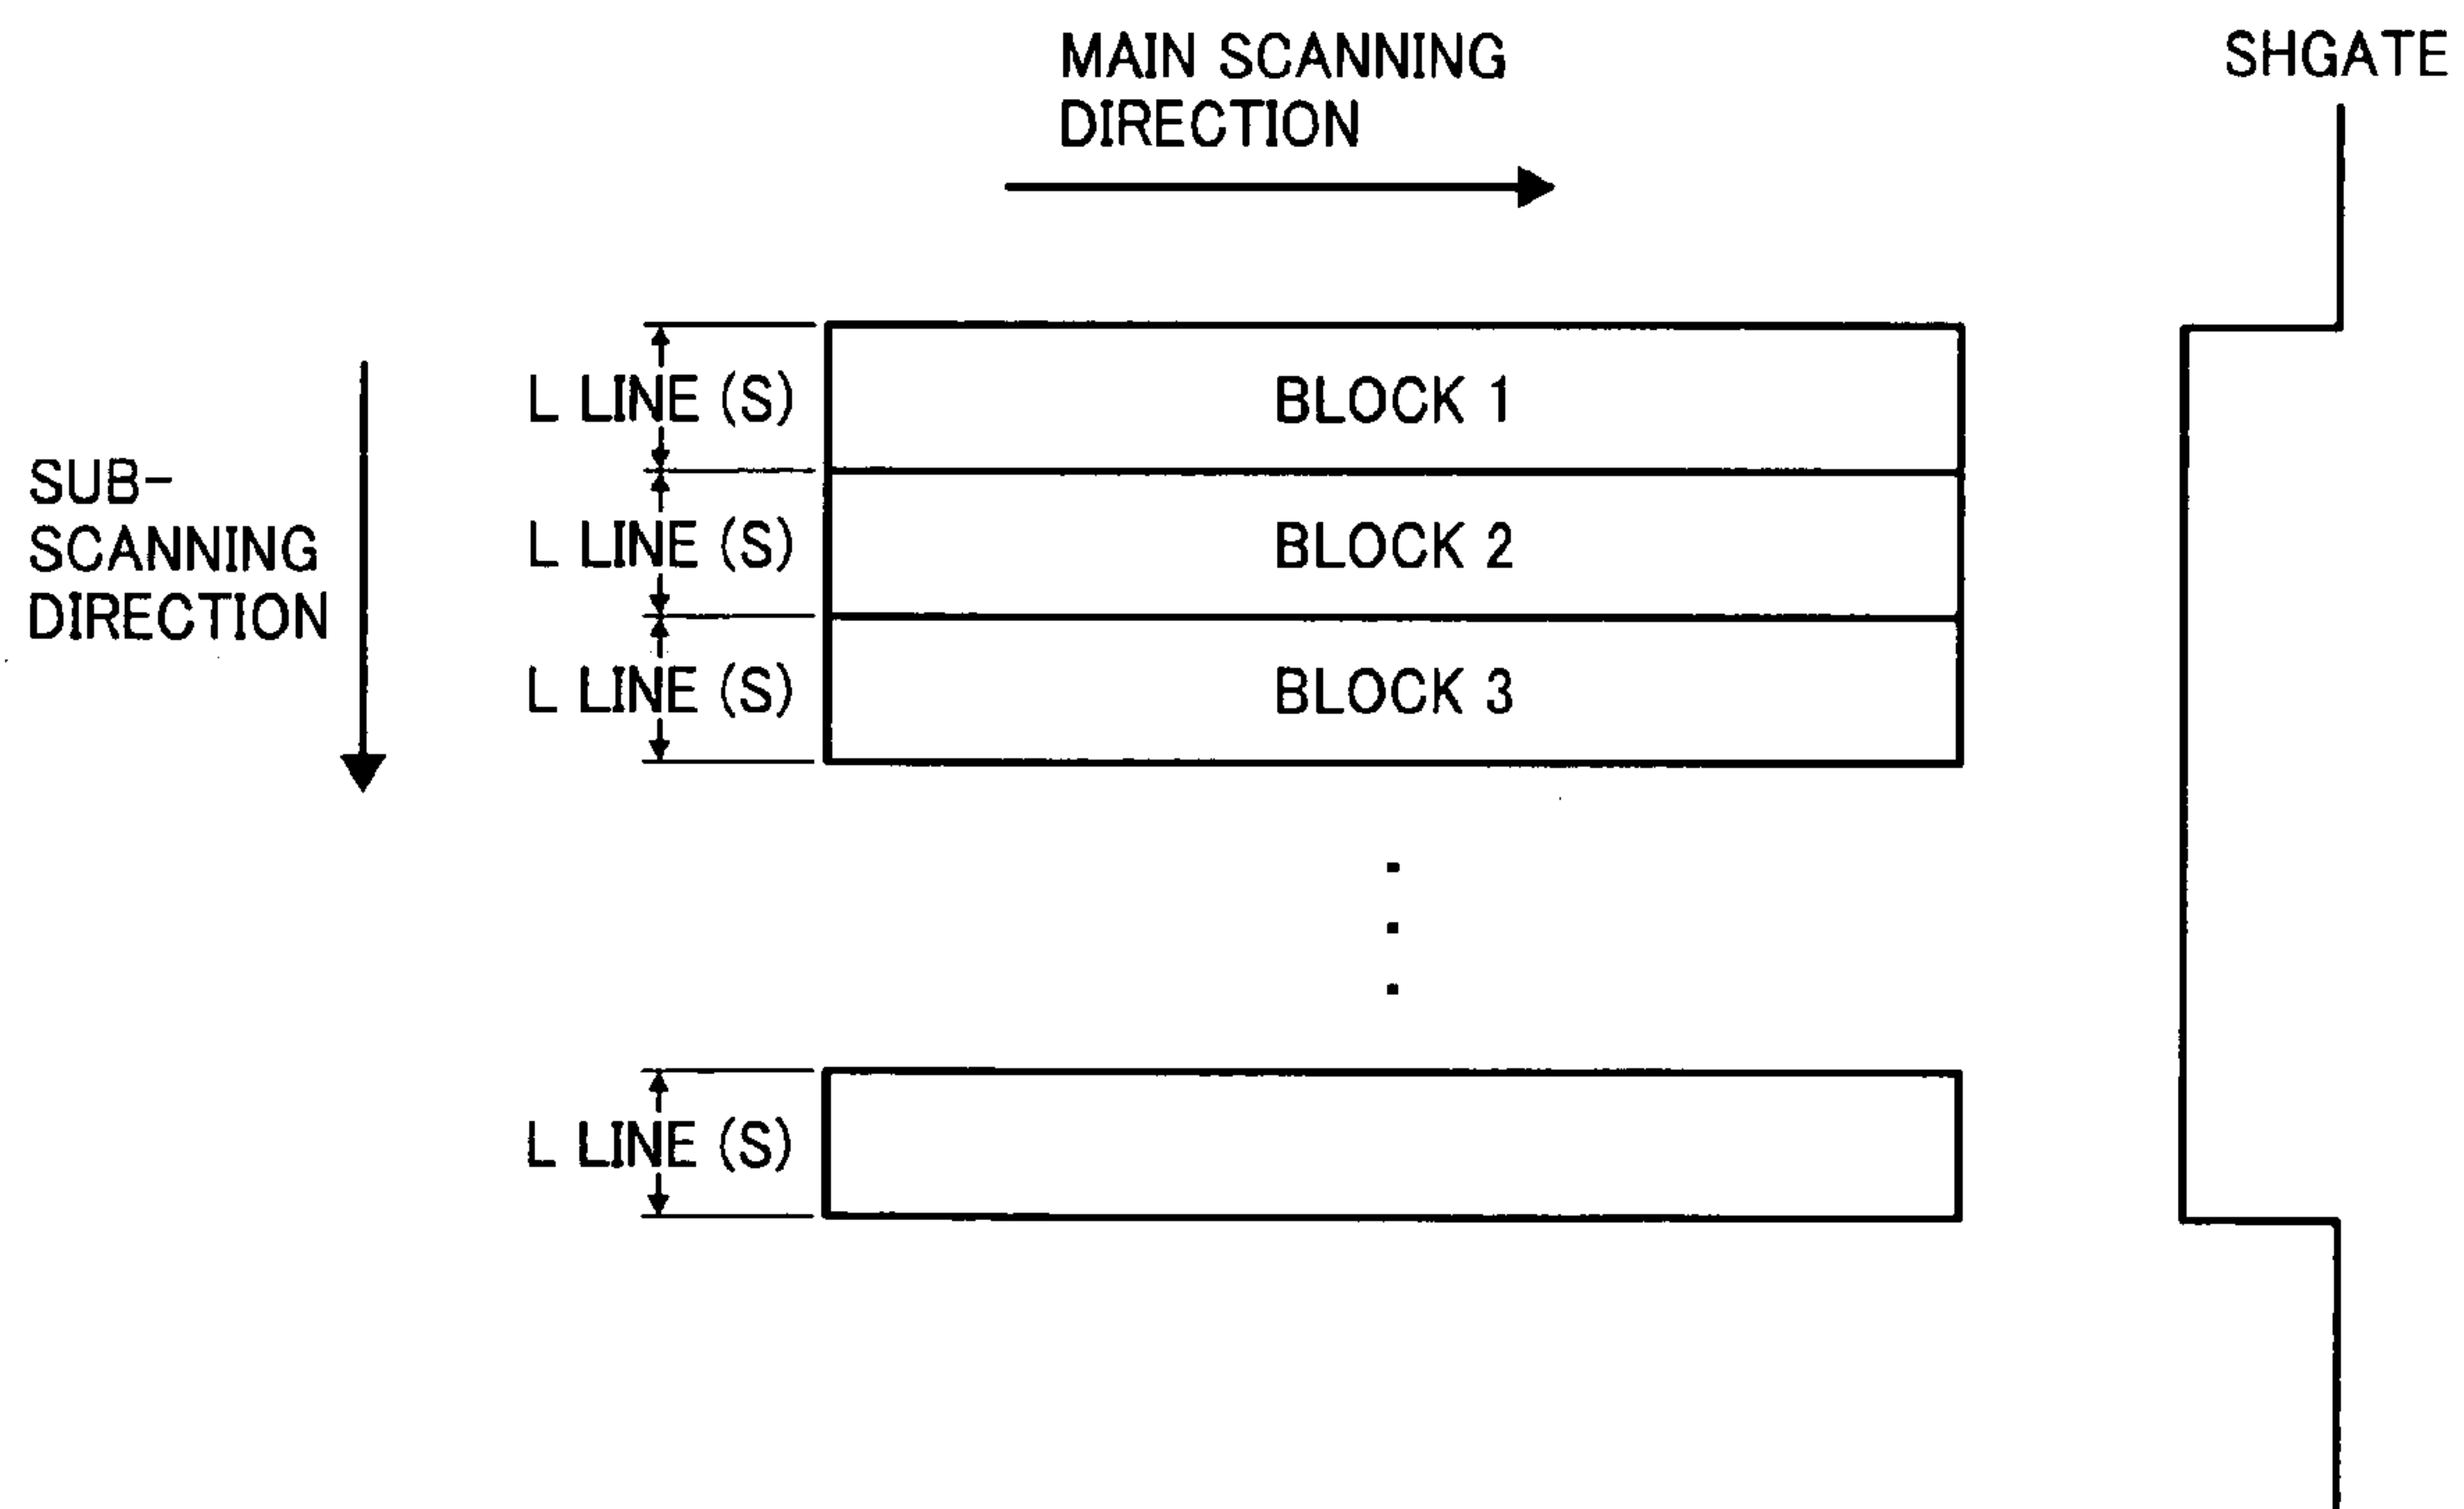 MAIN SCANNING
DIRECTION
SHGATE
L LINE (S)
BLOCK 1
SUB-
SCANNING
DIRECTION
L LINE (S)
BLOCK 2
L LINE (S)
BLOCK 3
L LINE (S)